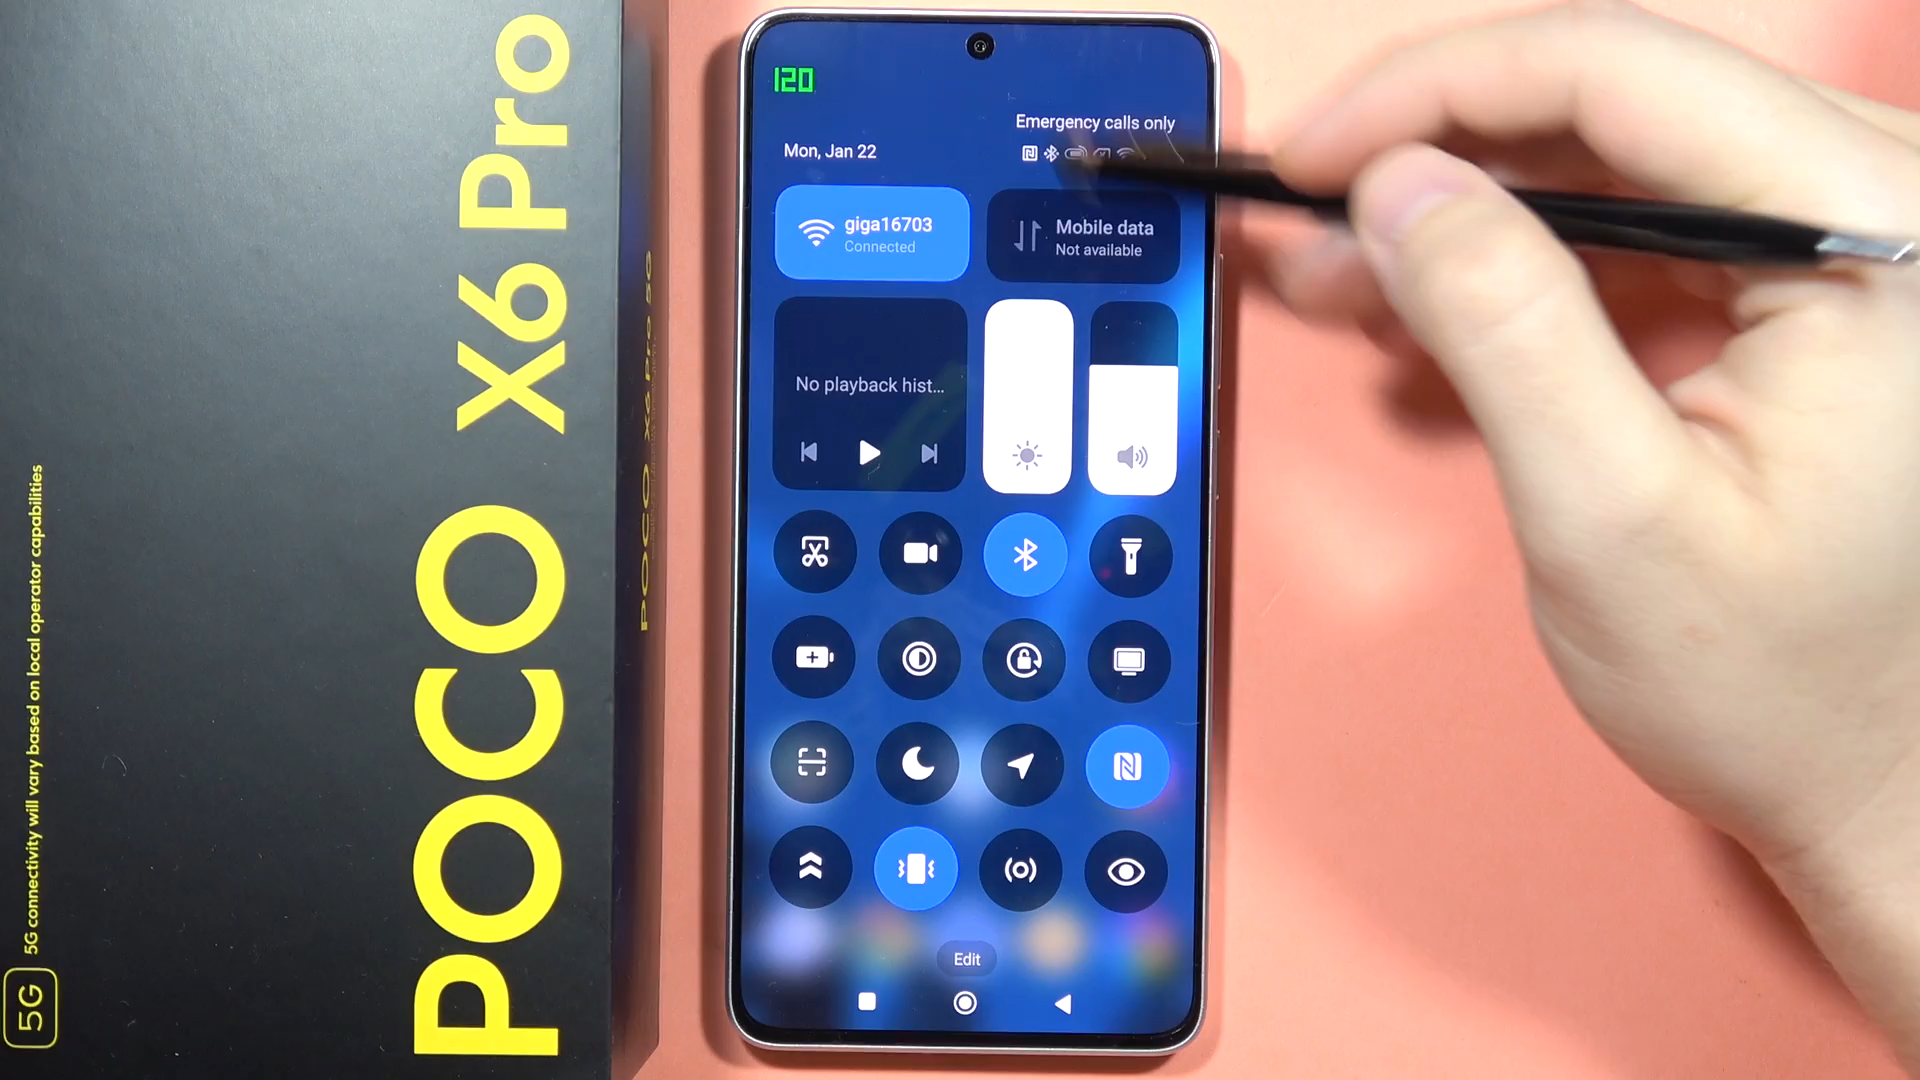 POCO X6 Pro
5G
5G connectivity will vary based on local operator capabilities
POCO X6 Pro 5G
120
Emergency calls only
Mon, Jan 22
giga16703
Connected
Mobile data
Not available
No playback hist...
Edit